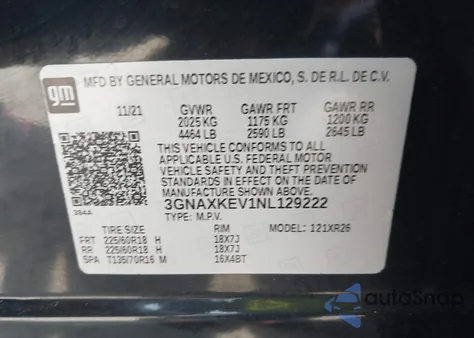 gm
MFD BY GENERAL MOTORS DE MEXICO, S. DE R.L. DE C.V.
11/21 GVWR GAWR FRT GAWR RR
2025 KG 1175 KG 1200 KG
4464 LB 2590 LB 2645 LB
THIS VEHICLE CONFORMS TO ALL
APPLICABLE U.S. FEDERAL MOTOR
VEHICLE SAFETY AND THEFT PREVENTION
STANDARDS IN EFFECT ON THE DATE OF
MANUFACTURE SHOWN ABOVE.
384A
3GNAXKEV1NL129222
TYPE: M.P.V. MODEL: 121XR26
TIRE SIZE RIM
FRT 225/60R18 H 18X7J
RR 225/60R18 H 18X7J
SPA T135/70R16 M 16X4BT
autoSnap